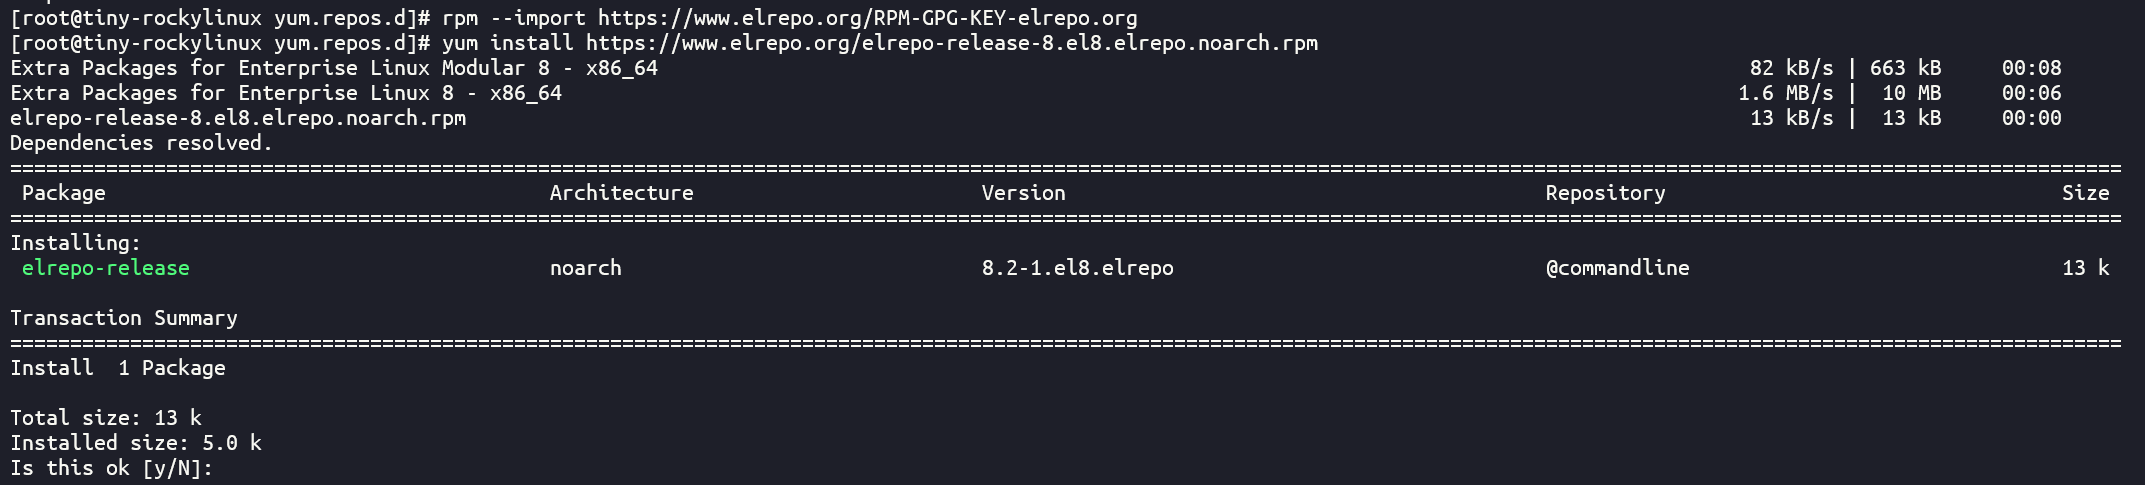 [root@tiny-rockylinux yum.repos.d]# rpm --import https://www.elrepo.org/RPM-GPG-KEY-elrepo.org
[root@tiny-rockylinux yum.repos.d]# yum install https://www.elrepo.org/elrepo-release-8.el8.elrepo.noarch.rpm
Extra Packages for Enterprise Linux Modular 8 - x86_64 82 kB/s | 663 kB 00:08
Extra Packages for Enterprise Linux 8 - x86_64 1.6 MB/s | 10 MB 00:06
elrepo-release-8.el8.elrepo.noarch.rpm 13 kB/s | 13 kB 00:00
Dependencies resolved.
================================================================================
Package Architecture Version Repository Size
================================================================================
Installing:
elrepo-release noarch 8.2-1.el8.elrepo @commandline 13 k
Transaction Summary
================================================================================
Install 1 Package
Total size: 13 k
Installed size: 5.0 k
Is this ok [y/N]: